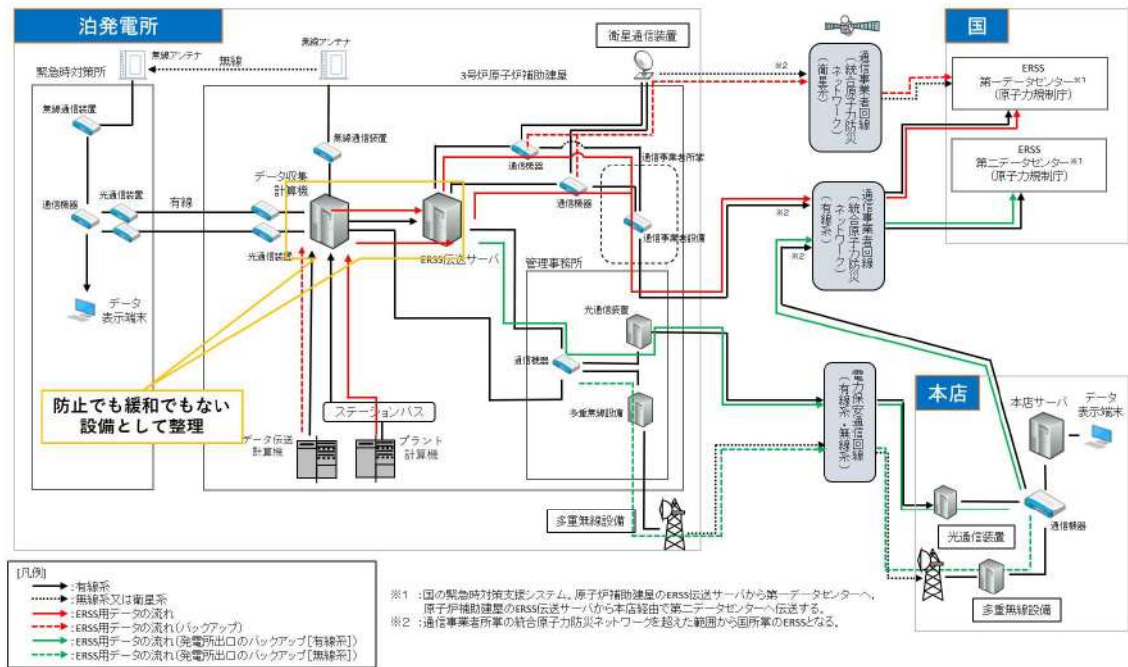 泊発電所
国
無線アンテナ
無線アンテナ
緊急時対策所
無線
3号炉原子炉補助建屋
衛星通信装置
※2
通信事業者回線
(統合原子力防災
ネットワーク)
(衛星系)
ERSS
第一データセンター※1
(原子力規制庁)
ERSS
第二データセンター※1
(原子力規制庁)
無線通信装置
無線通信装置
通信機器
通信事業者所掌
データ収集
計算機
光通信装置
有線
通信機器
通信機器
通信事業者設備
※2
通信事業者回線
(統合原子力防災
ネットワーク)
(有線系)
※2
光通信装置
ERSS伝送サーバ
管理事務所
データ
表示端末
光通信装置
通信機器
防止でも緩和でもない
設備として整理
ステーションバス
多重無線設備
データ伝送
計算機
プラント
計算機
電力保安通信回線
(有線系・無線系)
本店
本店サーバ
データ
表示端末
多重無線設備
光通信装置
通信機器
多重無線設備
[凡例]
:有線系
:無線系又は衛星系
:ERSS用データの流れ
:ERSS用データの流れ(バックアップ)
:ERSS用データの流れ(発電所出口のバックアップ[有線系])
:ERSS用データの流れ(発電所出口のバックアップ[無線系])
※1 :国の緊急時対策支援システム。原子炉補助建屋のERSS伝送サーバから第一データセンターへ、
原子炉補助建屋のERSS伝送サーバから本店経由で第二データセンターへ伝送する。
※2 :通信事業者所掌の統合原子力防災ネットワークを超えた範囲から国所掌のERSSとなる。